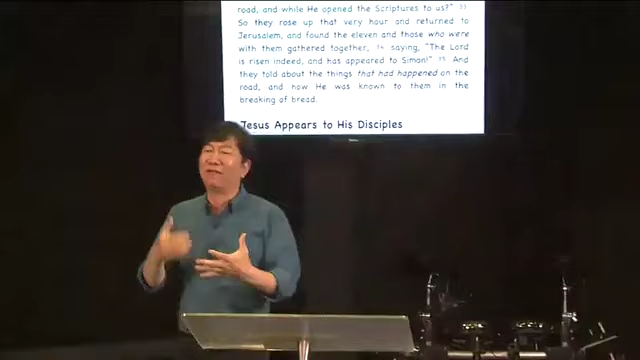 road, and while He opened the Scriptures to us?" 33
So they rose up that very hour and returned to
Jerusalem, and found the eleven and those who were
with them gathered together, 34 saying, "The Lord
is risen indeed, and has appeared to Simon!" 35 And
they told about the things that had happened on the
road, and how He was known to them in the
breaking of bread.
Jesus Appears to His Disciples